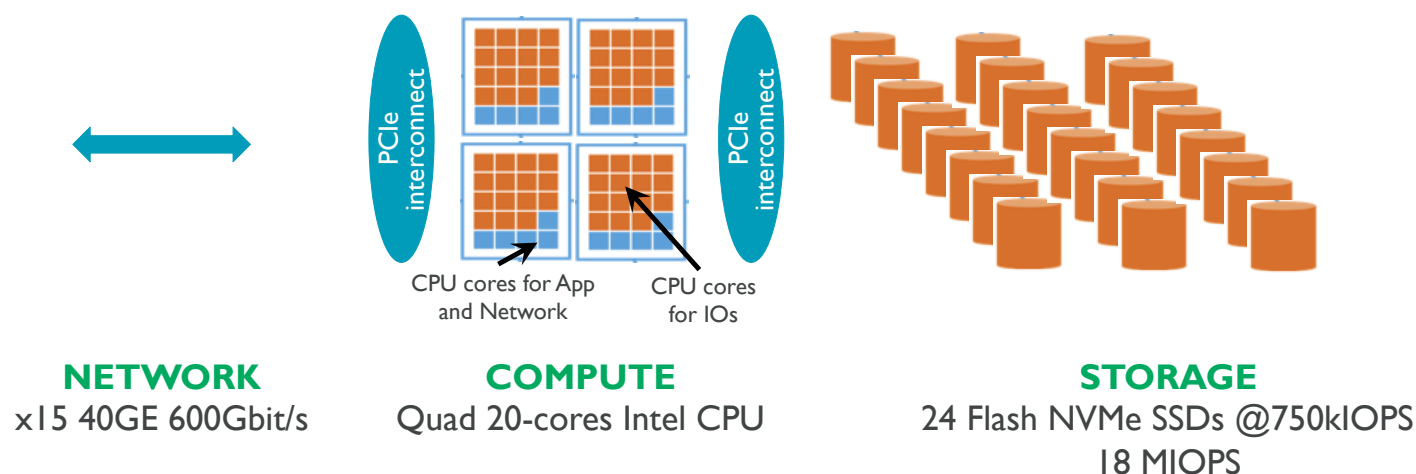 PCIe
interconnect
PCIe
interconnect
CPU cores for App
and Network
CPU cores
for IOs
NETWORK
x15 40GE 600Gbit/s
COMPUTE
Quad 20-cores Intel CPU
STORAGE
24 Flash NVMe SSDs @750kIOPS
18 MIOPS